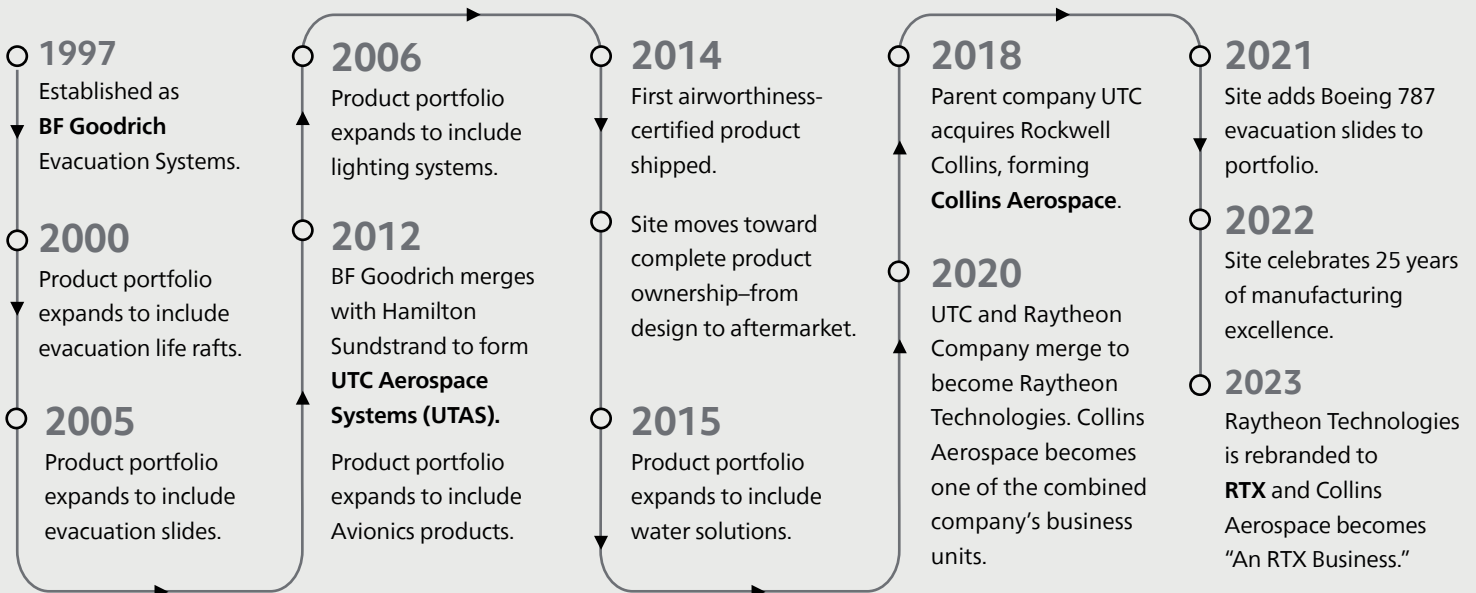 1997
Established as
BF Goodrich
Evacuation Systems.
2000
Product portfolio
expands to include
evacuation life rafts.
2005
Product portfolio
expands to include
evacuation slides.
2006
Product portfolio
expands to include
lighting systems.
2012
BF Goodrich merges
with Hamilton
Sundstrand to form
UTC Aerospace
Systems (UTAS).
Product portfolio
expands to include
Avionics products.
2014
First airworthiness-
certified product
shipped.
Site moves toward
complete product
ownership–from
design to aftermarket.
2015
Product portfolio
expands to include
water solutions.
2018
Parent company UTC
acquires Rockwell
Collins, forming
Collins Aerospace.
2020
UTC and Raytheon
Company merge to
become Raytheon
Technologies. Collins
Aerospace becomes
one of the combined
company’s business
units.
2021
Site adds Boeing 787
evacuation slides to
portfolio.
2022
Site celebrates 25 years
of manufacturing
excellence.
2023
Raytheon Technologies
is rebranded to
RTX and Collins
Aerospace becomes
“An RTX Business.”